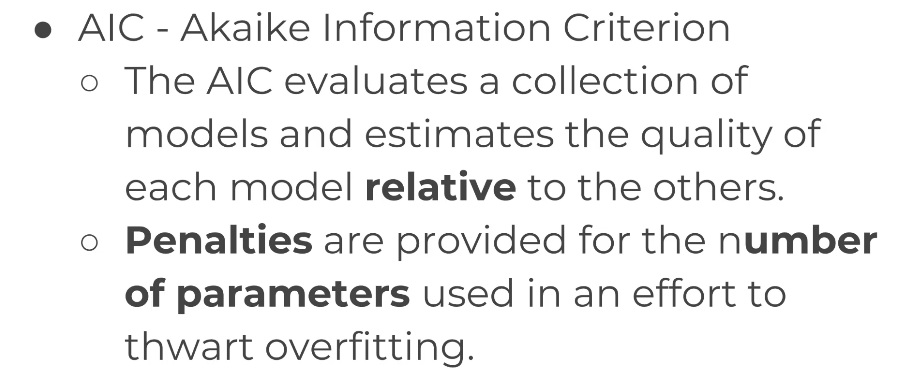 ● AIC - Akaike Information Criterion
○ The AIC evaluates a collection of
models and estimates the quality of
each model relative to the others.
○ Penalties are provided for the number
of parameters used in an effort to
thwart overfitting.